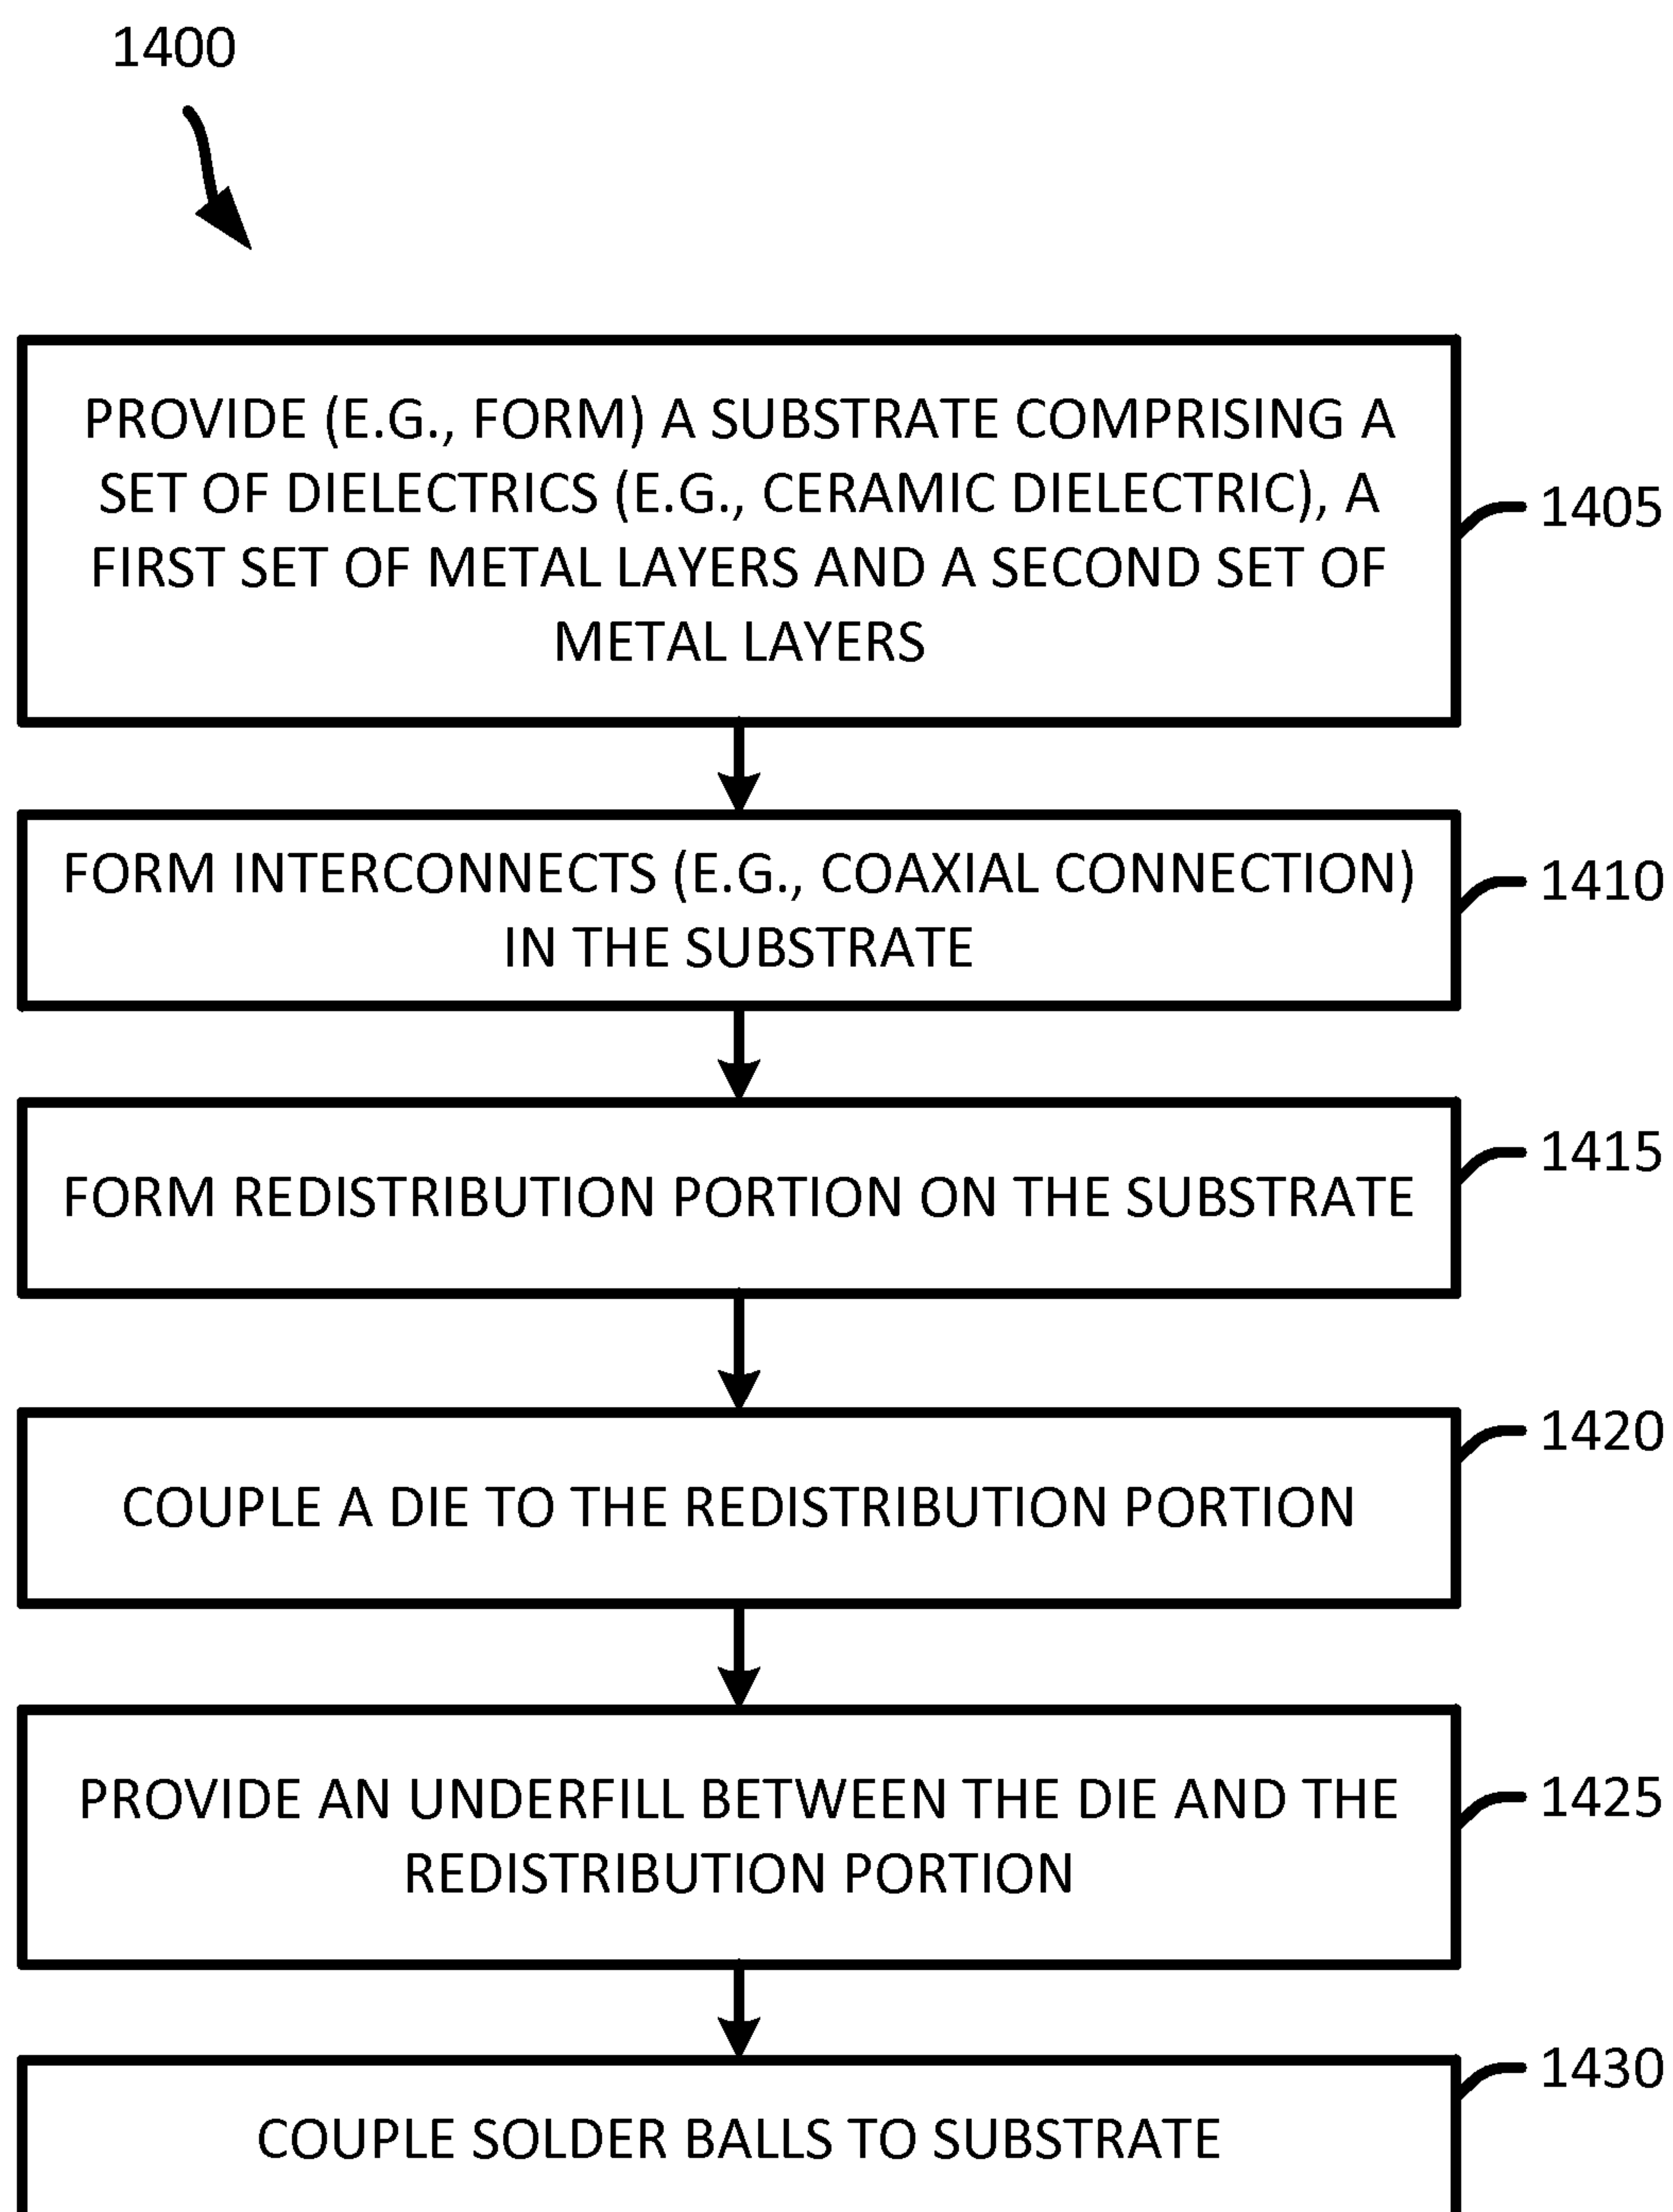 1400
PROVIDE (E.G., FORM) A SUBSTRATE COMPRISING A
SET OF DIELECTRICS (E.G., CERAMIC DIELECTRIC), A
FIRST SET OF METAL LAYERS AND A SECOND SET OF
METAL LAYERS
1405
FORM INTERCONNECTS (E.G., COAXIAL CONNECTION)
IN THE SUBSTRATE
1410
FORM REDISTRIBUTION PORTION ON THE SUBSTRATE
1415
COUPLE A DIE TO THE REDISTRIBUTION PORTION
1420
PROVIDE AN UNDERFILL BETWEEN THE DIE AND THE
REDISTRIBUTION PORTION
1425
COUPLE SOLDER BALLS TO SUBSTRATE
1430